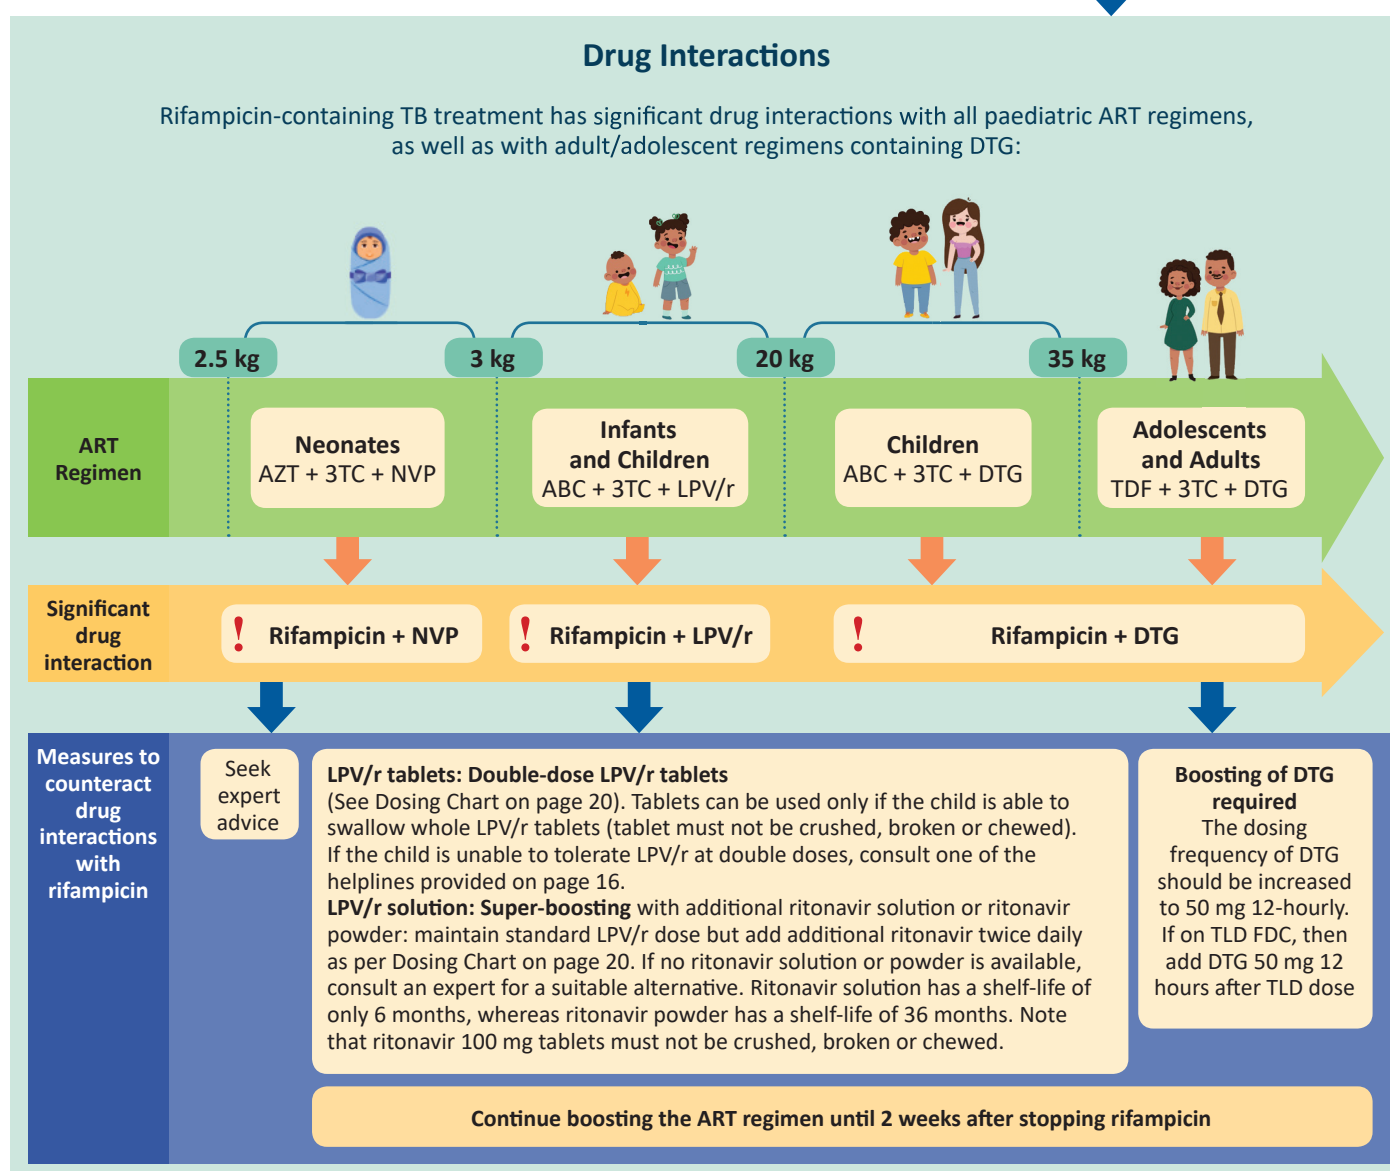 Drug Interactions
Rifampicin-containing TB treatment has significant drug interactions with all paediatric ART regimens,
as well as with adult/adolescent regimens containing DTG:
2.5 kg
3 kg
20 kg
35 kg
ART
Regimen
Neonates
AZT + 3TC + NVP
Infants
and Children
ABC + 3TC + LPV/r
Children
ABC + 3TC + DTG
Adolescents
and Adults
TDF + 3TC + DTG
Significant
drug
interaction
! Rifampicin + NVP
! Rifampicin + LPV/r
! Rifampicin + DTG
Measures to
counteract
drug
interactions
with
rifampicin
Seek
expert
advice
LPV/r tablets: Double-dose LPV/r tablets
(See Dosing Chart on page 20). Tablets can be used only if the child is able to
swallow whole LPV/r tablets (tablet must not be crushed, broken or chewed).
If the child is unable to tolerate LPV/r at double doses, consult one of the
helplines provided on page 16.
LPV/r solution: Super-boosting with additional ritonavir solution or ritonavir
powder: maintain standard LPV/r dose but add additional ritonavir twice daily
as per Dosing Chart on page 20. If no ritonavir solution or powder is available,
consult an expert for a suitable alternative. Ritonavir solution has a shelf-life of
only 6 months, whereas ritonavir powder has a shelf-life of 36 months. Note
that ritonavir 100 mg tablets must not be crushed, broken or chewed.
Boosting of DTG
required
The dosing
frequency of DTG
should be increased
to 50 mg 12-hourly.
If on TLD FDC, then
add DTG 50 mg 12
hours after TLD dose
Continue boosting the ART regimen until 2 weeks after stopping rifampicin